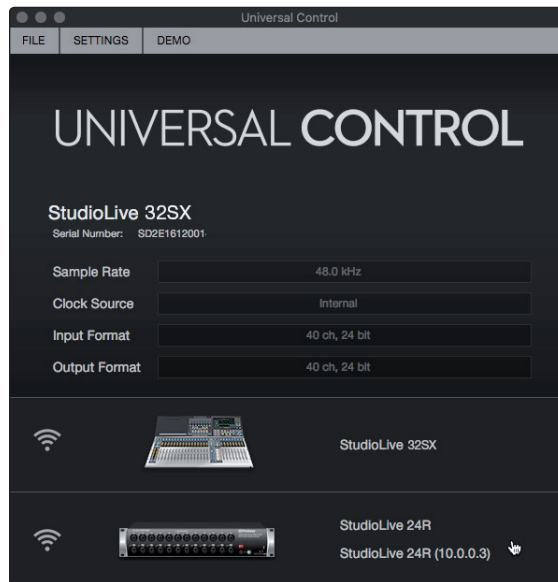 Universal Control
FILE SETTINGS DEMO
UNIVERSAL CONTROL
StudioLive 32SX
Serial Number: SD2E1612001
Sample Rate 48.0 kHz
Clock Source Internal
Input Format 40 ch, 24 bit
Output Format 40 ch, 24 bit
StudioLive 32SX
StudioLive 24R
StudioLive 24R (10.0.0.3)